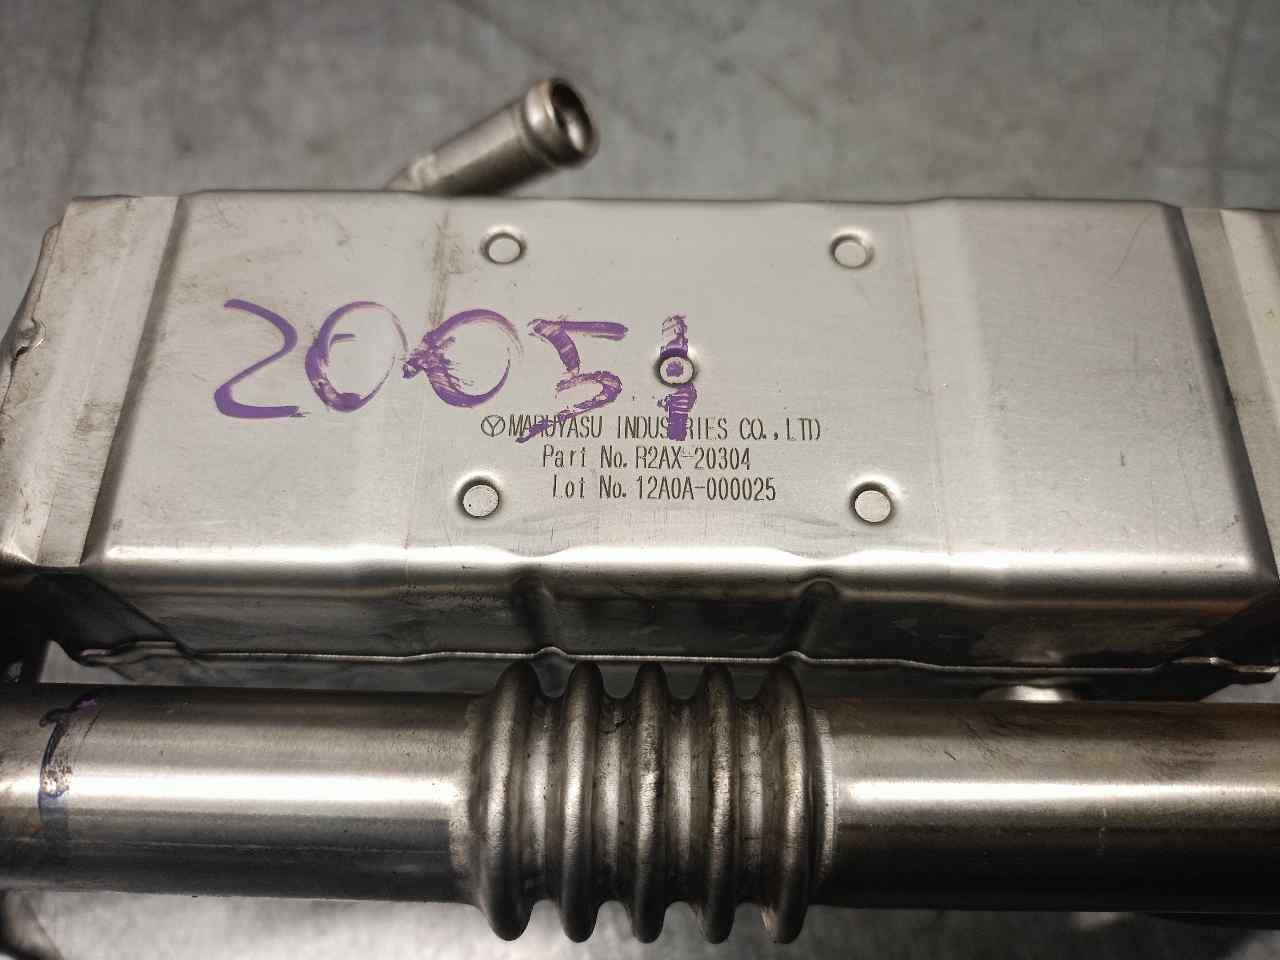 20051
MARUYASU INDUSTRIES CO.,LTD
Part No. R2AX-20304
Lot No. 12A0A-000025